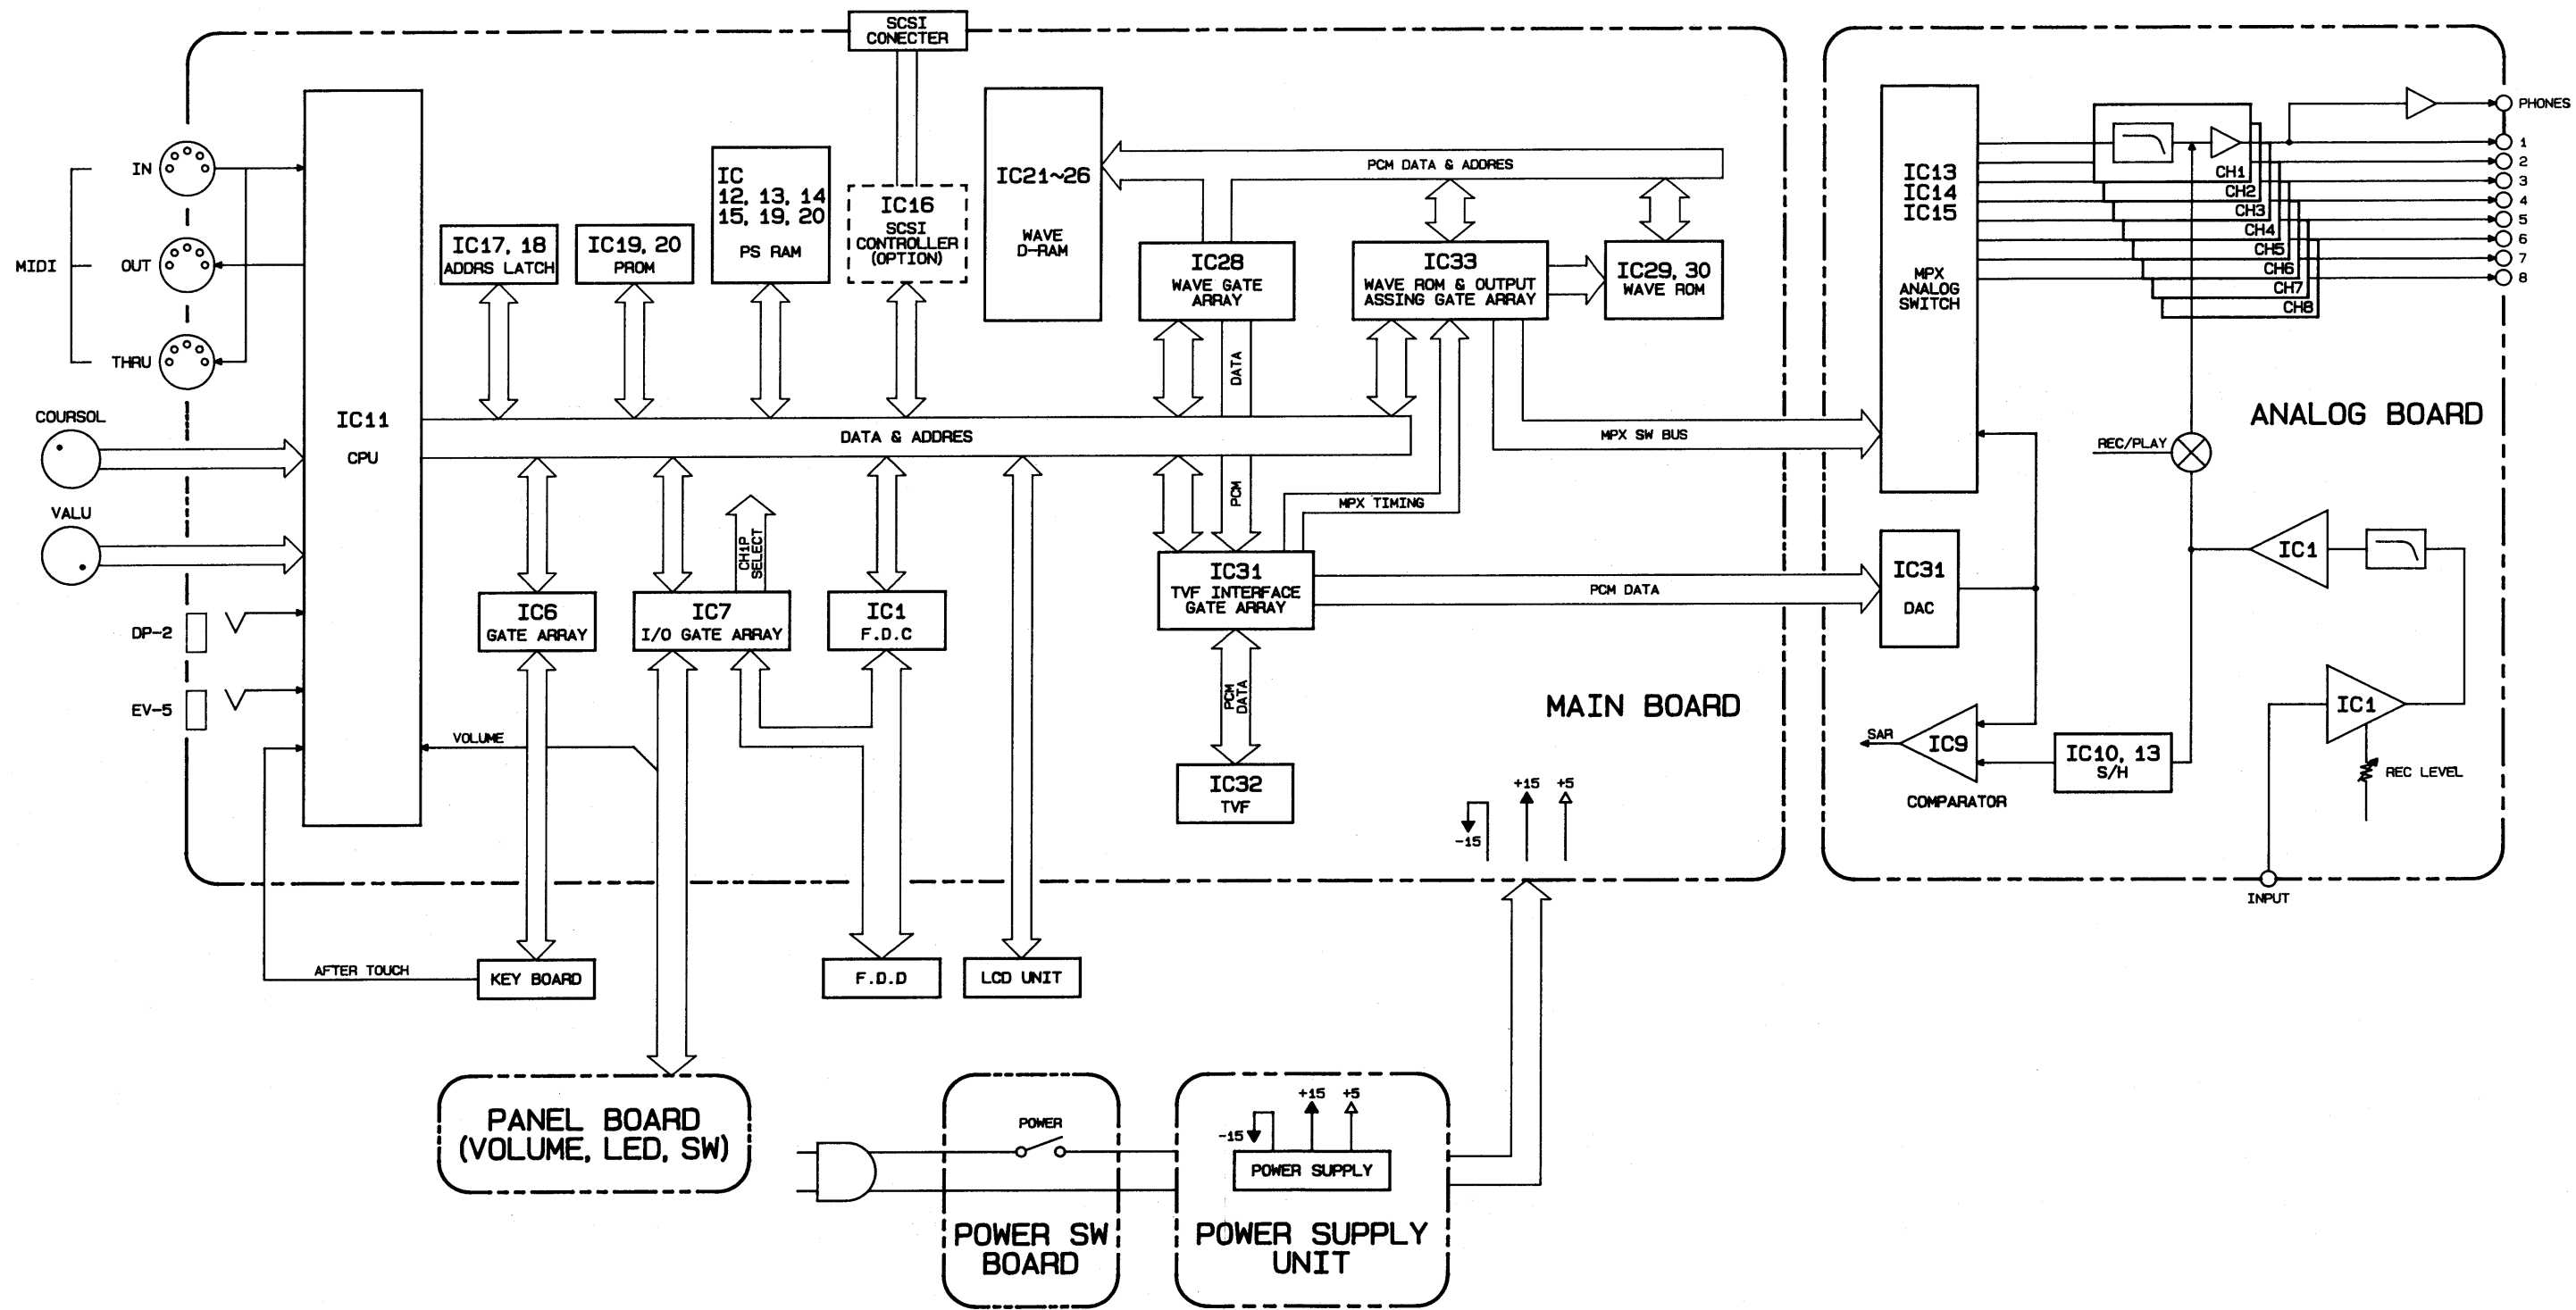 SCSI
CONECTER
MIDI
IN
OUT
THRU
COURSOL
VALU
DP-2
EV-5
IC11
CPU
IC17, 18
ADDRS LATCH
IC19, 20
PROM
IC
12, 13, 14
15, 19, 20
PS RAM
IC16
SCSI
CONTROLLER
(OPTION)
IC21~26
WAVE
D-RAM
PCM DATA & ADDRES
IC28
WAVE GATE
ARRAY
IC33
WAVE ROM & OUTPUT
ASSING GATE ARRAY
IC29, 30
WAVE ROM
DATA
PCM
DATA & ADDRES
MPX SW BUS
MPX TIMING
CHIP
SELECT
IC6
GATE ARRAY
IC7
I/O GATE ARRAY
IC1
F.D.C
IC31
TVF INTERFACE
GATE ARRAY
PCM DATA
PCM
DATA
IC32
TVF
VOLUME
MAIN BOARD
-15
+15
+5
AFTER TOUCH
KEY BOARD
F.D.D
LCD UNIT
PANEL BOARD
(VOLUME, LED, SW)
POWER
POWER SW
BOARD
-15
+15
+5
POWER SUPPLY
POWER SUPPLY
UNIT
IC13
IC14
IC15
MPX
ANALOG
SWITCH
CH1
CH2
CH3
CH4
CH5
CH6
CH7
CH8
PHONES
1
2
3
4
5
6
7
8
ANALOG BOARD
REC/PLAY
IC1
IC31
DAC
IC1
REC LEVEL
SAR
IC9
COMPARATOR
IC10, 13
S/H
INPUT